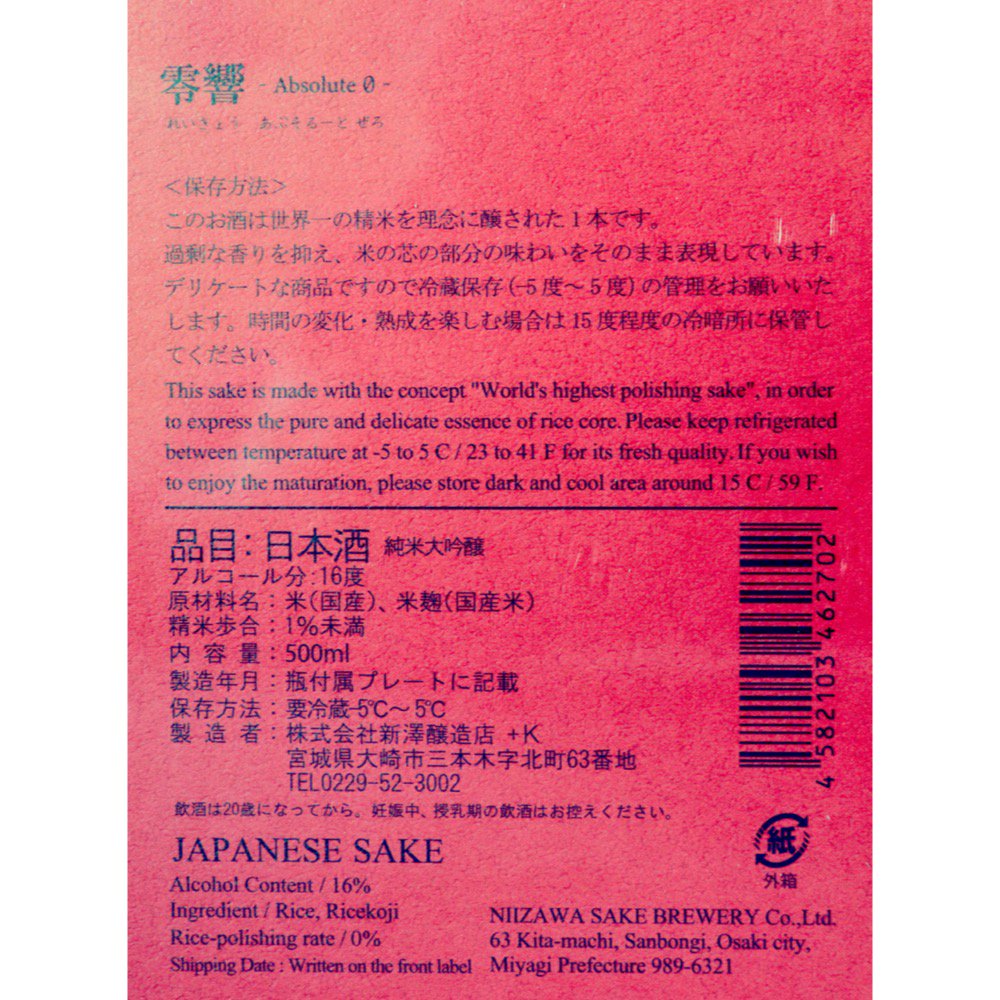 零響 - Absolute 0 -
れいきょう あぶそるーと ぜろ
＜保存方法＞
このお酒は世界一の精米を理念に醸された1本です。
過剰な香りを抑え、米の芯の部分の味わいをそのまま表現しています。
デリケートな商品ですので冷蔵保存(-5度～5度)の管理をお願いいた
します。時間の変化・熟成を楽しむ場合は15度程度の冷暗所に保管し
てください。
This sake is made with the concept "World's highest polishing sake", in order
to express the pure and delicate essence of rice core. Please keep refrigerated
between temperature at -5 to 5 C / 23 to 41 F for its fresh quality. If you wish
to enjoy the maturation, please store dark and cool area around 15 C / 59 F.
品目：日本酒 純米大吟醸
アルコール分：16度
原材料名：米(国産)、米麹(国産米)
精米歩合：1%未満
内容量：500ml
製造年月：瓶付属プレートに記載
保存方法：要冷蔵-5℃～5℃
製造者：株式会社新澤醸造店 +K
宮城県大崎市三本木字北町63番地
TEL0229-52-3002
飲酒は20歳になってから。妊娠中、授乳期の飲酒はお控えください。
4582103462702
紙
外箱
JAPANESE SAKE
Alcohol Content / 16%
Ingredient / Rice, Ricekoji
Rice-polishing rate / 0%
Shipping Date : Written on the front label
NIIZAWA SAKE BREWERY Co.,Ltd.
63 Kita-machi, Sanbongi, Osaki city,
Miyagi Prefecture 989-6321